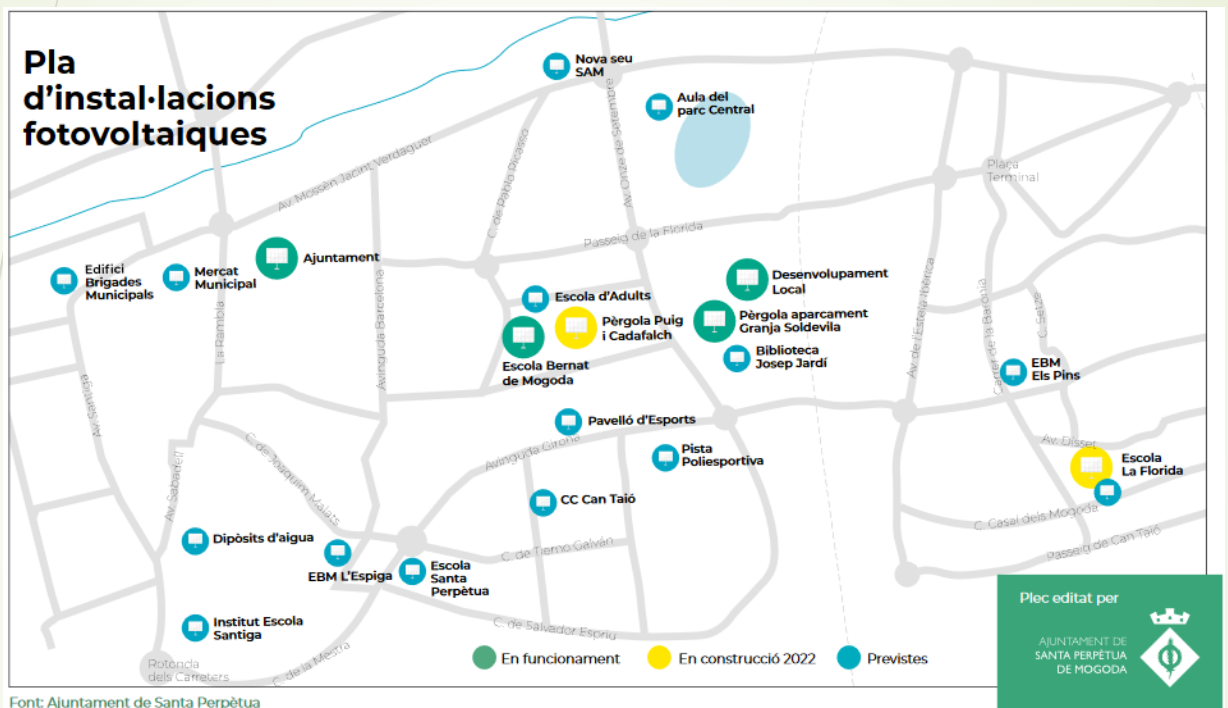 Pla
d'instal·lacions
fotovoltaiques
Nova seu
SAM
Aula del
parc Central
Av. Mossèn Jacint Verdaguer
C. de Pablo Picasso
Av. Onze de Setembre
Plaça
Terminal
Passeig de la Florida
Edifici
Brigades
Municipals
Mercat
Municipal
Ajuntament
Escola d'Adults
Pèrgola Puig
i Cadafalch
Escola Bernat
de Mogoda
Desenvolupament
Local
Pèrgola aparcament
Granja Soldevila
Biblioteca
Josep Jardí
La Rambla
Avinguda Barcelona
Av. de l'Estela Ibèrica
Carrer de la Baronia
C. Setze
EBM
Els Pins
Av. Santiga
Av. Sabadell
C. de Joaquim Malats
Pavelló d'Esports
Avinguda Girona
Pista
Poliesportiva
Av. Disset
Escola
La Florida
CC Can Taió
C. Casal dels Mogoda
Passeig de Can Taió
Dipòsits d'aigua
EBM L'Espiga
C. de Tierno Galván
Escola
Santa
Perpètua
Institut Escola
Santiga
C. de Salvador Espriu
Rotonda
dels Carreters
C. de la Mestra
En funcionament
En construcció 2022
Previstes
Plec editat per
AJUNTAMENT DE
SANTA PERPÈTUA
DE MOGODA
Font: Ajuntament de Santa Perpètua